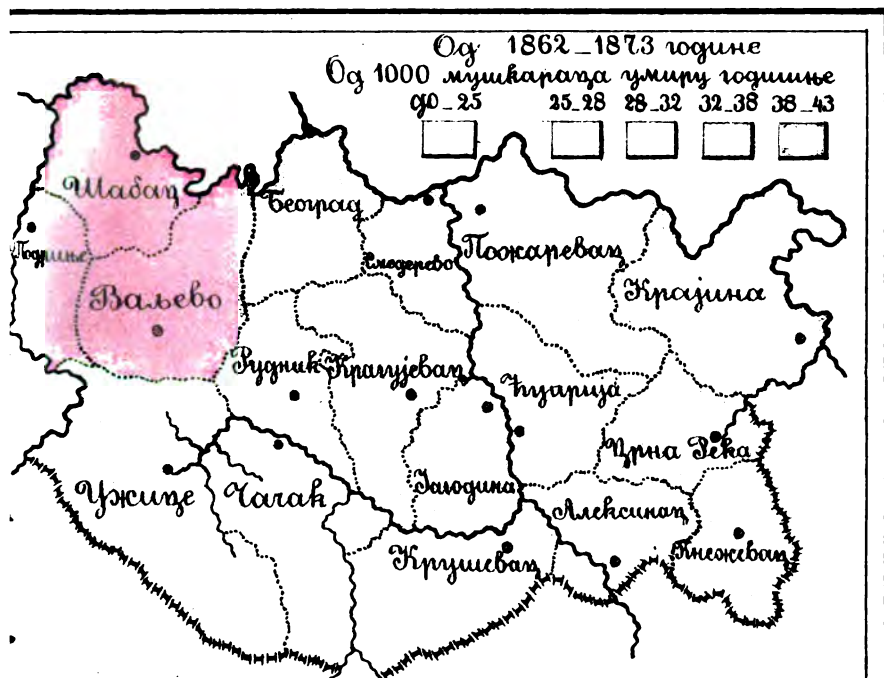 Од 1862_1873 године
Од 1000 мушкараца умиру годишње
до_25 25_28 28_32 32_38 38_43
Шабац
Београд
Подриње
Смедерево
Пожаревац
Ваљево
Крајина
Рудник
Крагујевац
Ћуприја
Црна Река
Ужице
Чачак
Јагодина
Алексинац
Крушевац
Књажевац